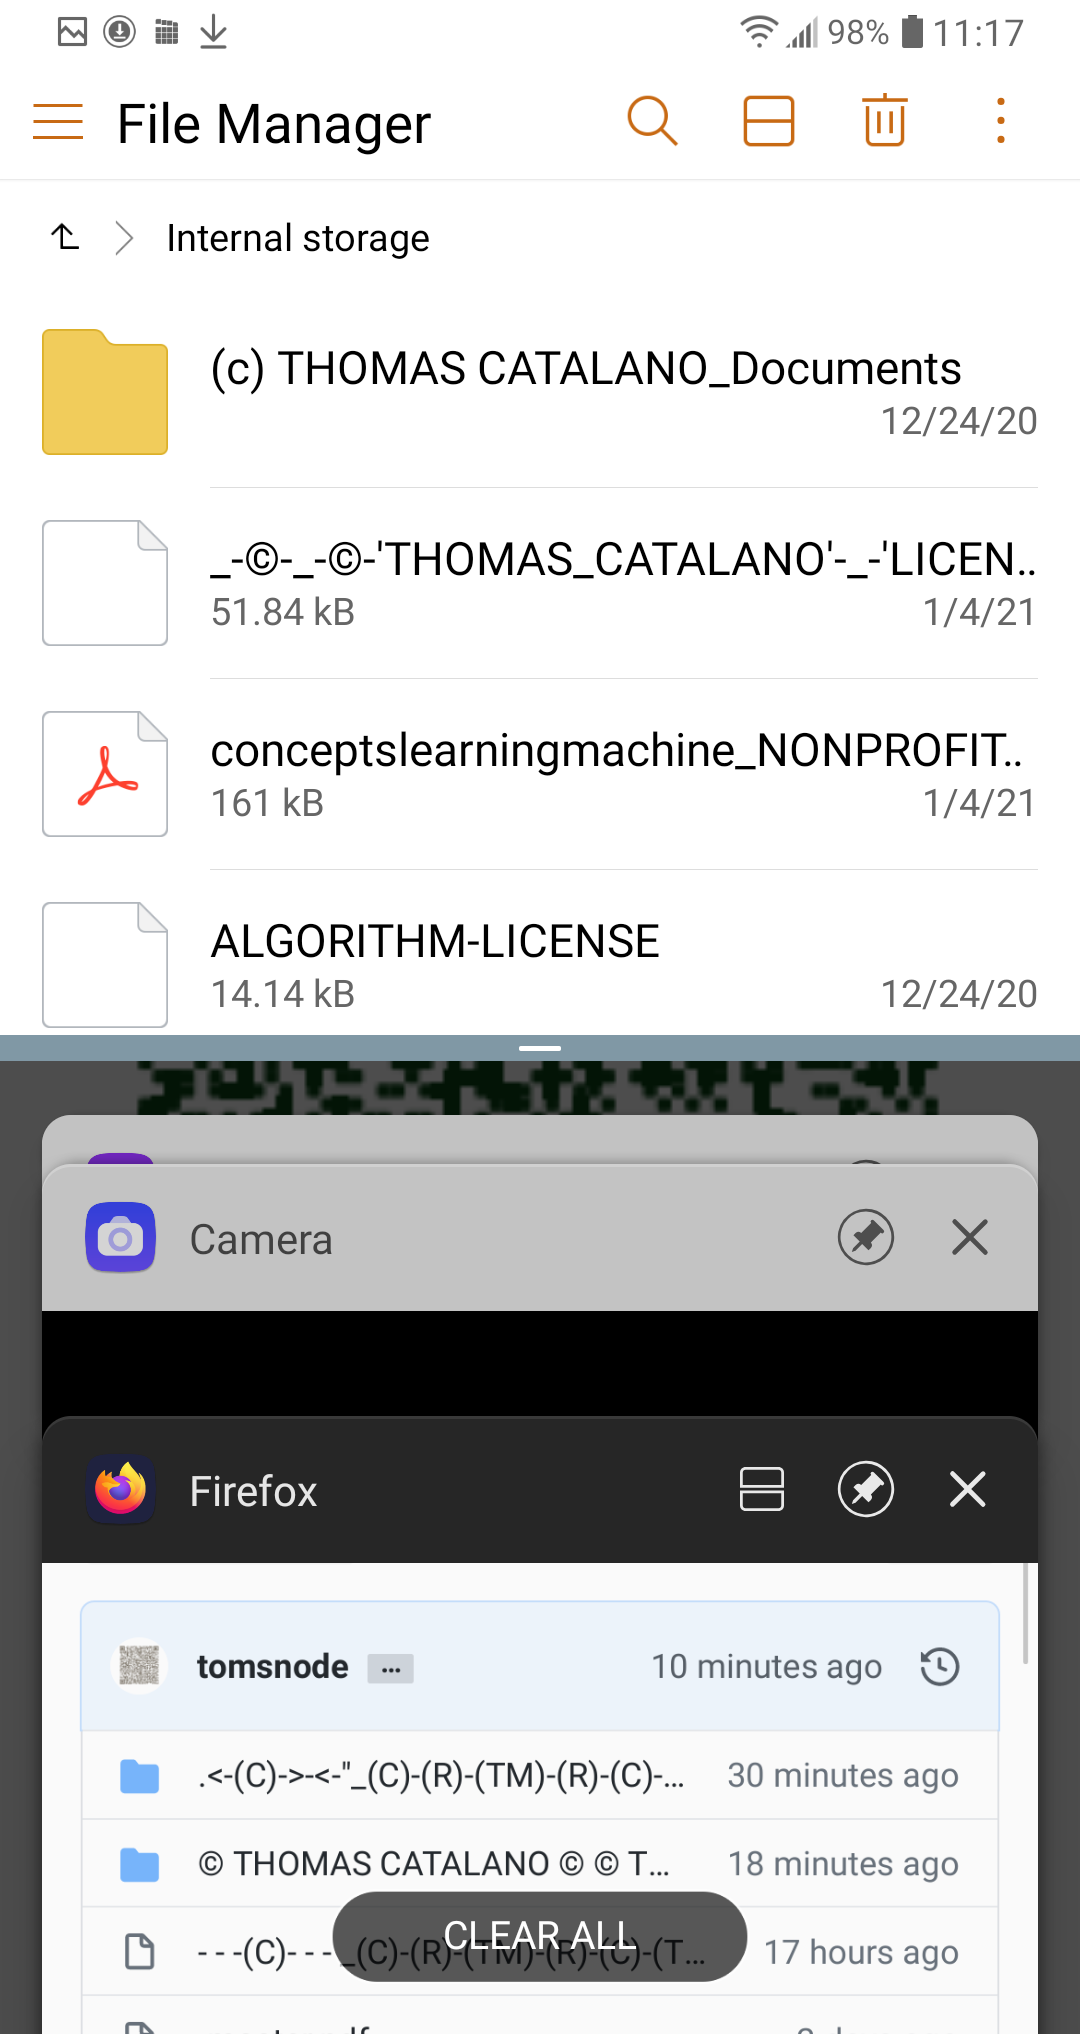 98% 11:17
File Manager
Internal storage
(c) THOMAS CATALANO_Documents
12/24/20
_-©-_-©-'THOMAS_CATALANO'-_-'LICEN..
51.84 kB 1/4/21
conceptslearningmachine_NONPROFIT..
161 kB 1/4/21
ALGORITHM-LICENSE
14.14 kB 12/24/20
Camera
Firefox
tomsnode ... 10 minutes ago
.<-(C)->-<-"_(C)-(R)-(TM)-(R)-(C)-... 30 minutes ago
© THOMAS CATALANO © © T... 18 minutes ago
CLEAR ALL
- - -(C)- - -_(C)-(R)-(TM)-(R)-(C)-(T... 17 hours ago